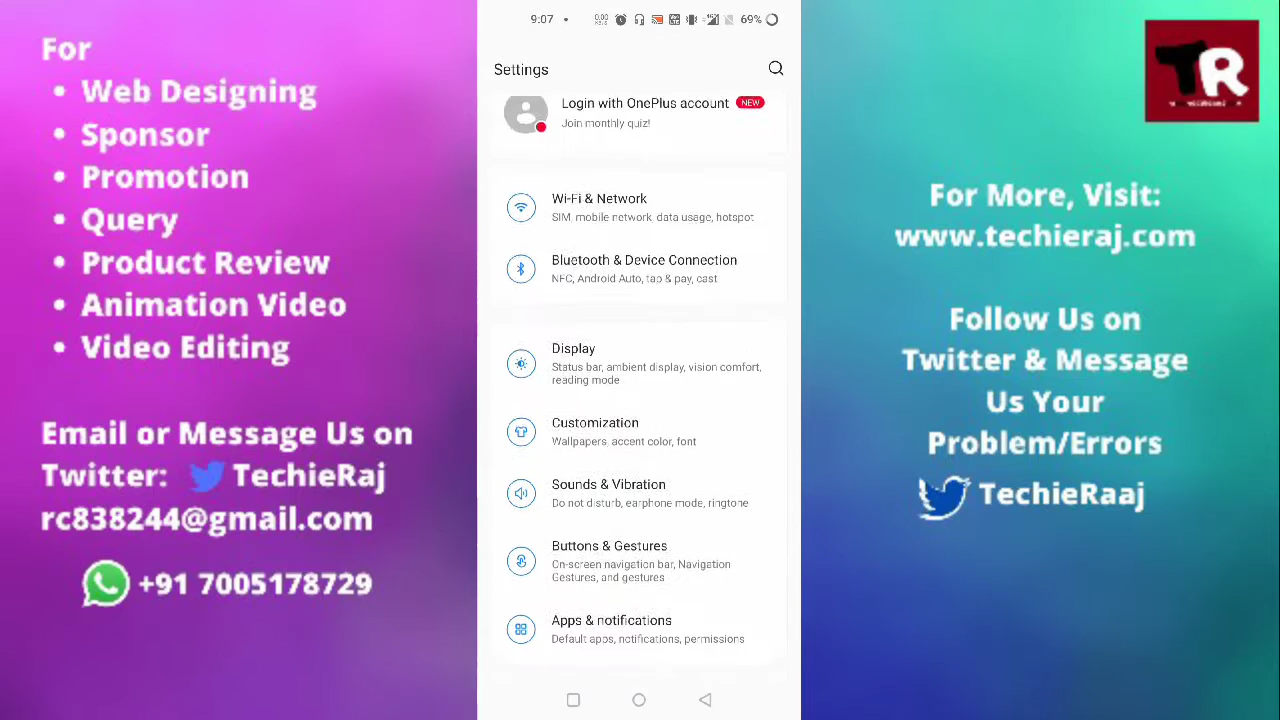 For
• Web Designing
• Sponsor
• Promotion
• Query
• Product Review
• Animation Video
• Video Editing
Email or Message Us on
Twitter: TechieRaj
rc838244@gmail.com
+91 7005178729
9:07
69%
Settings
Login with OnePlus account NEW
Join monthly quiz!
Wi-Fi & Network
SIM, mobile network, data usage, hotspot
Bluetooth & Device Connection
NFC, Android Auto, tap & pay, cast
Display
Status bar, ambient display, vision comfort,
reading mode
Customization
Wallpapers, accent color, font
Sounds & Vibration
Do not disturb, earphone mode, ringtone
Buttons & Gestures
On-screen navigation bar, Navigation
Gestures, and gestures
Apps & notifications
Default apps, notifications, permissions
TR
For More, Visit:
www.techieraj.com
Follow Us on
Twitter & Message
Us Your
Problem/Errors
TechieRaaj